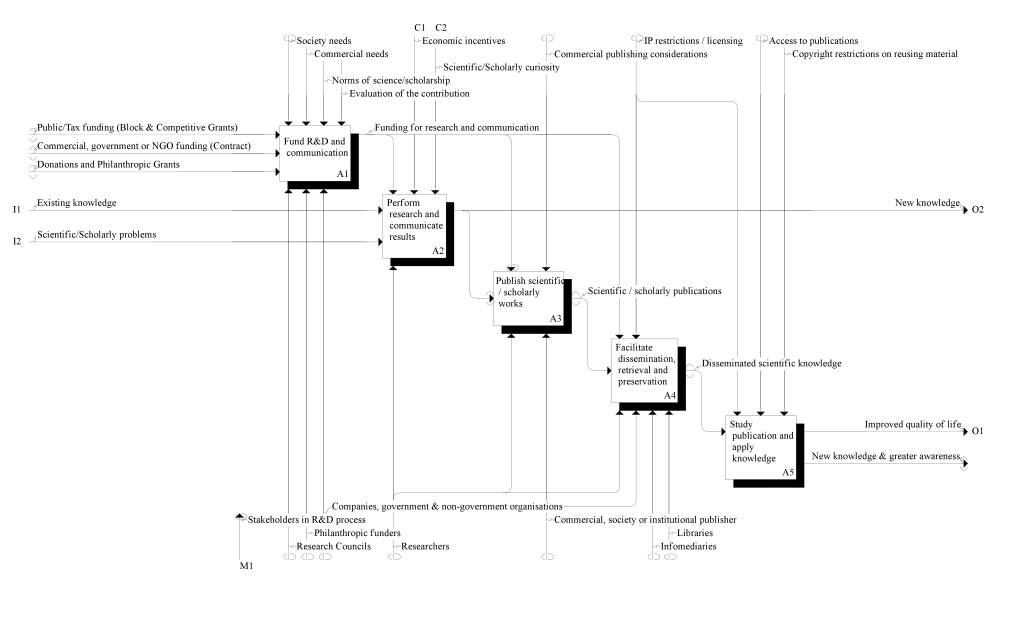 C1 C2
Society needs
Economic incentives
IP restrictions / licensing
Access to publications
Commercial needs
Commercial publishing considerations
Copyright restrictions on reusing material
Scientific/Scholarly curiosity
Norms of science/scholarship
Evaluation of the contribution
Public/Tax funding (Block & Competitive Grants)
Funding for research and communication
Commercial, government or NGO funding (Contract)
Donations and Philanthropic Grants
Fund R&D and
communication
A1
I1
Existing knowledge
New knowledge
O2
Perform
research and
communicate
results
A2
I2
Scientific/Scholarly problems
Publish scientific
/ scholarly
works
A3
Scientific / scholarly publications
Facilitate
dissemination,
retrieval and
preservation
A4
Disseminated scientific knowledge
Study
publication and
apply
knowledge
A5
Improved quality of life
O1
New knowledge & greater awareness
Companies, government & non-government organisations
Stakeholders in R&D process
Commercial, society or institutional publisher
Philanthropic funders
Libraries
Research Councils
Researchers
Infomediaries
M1